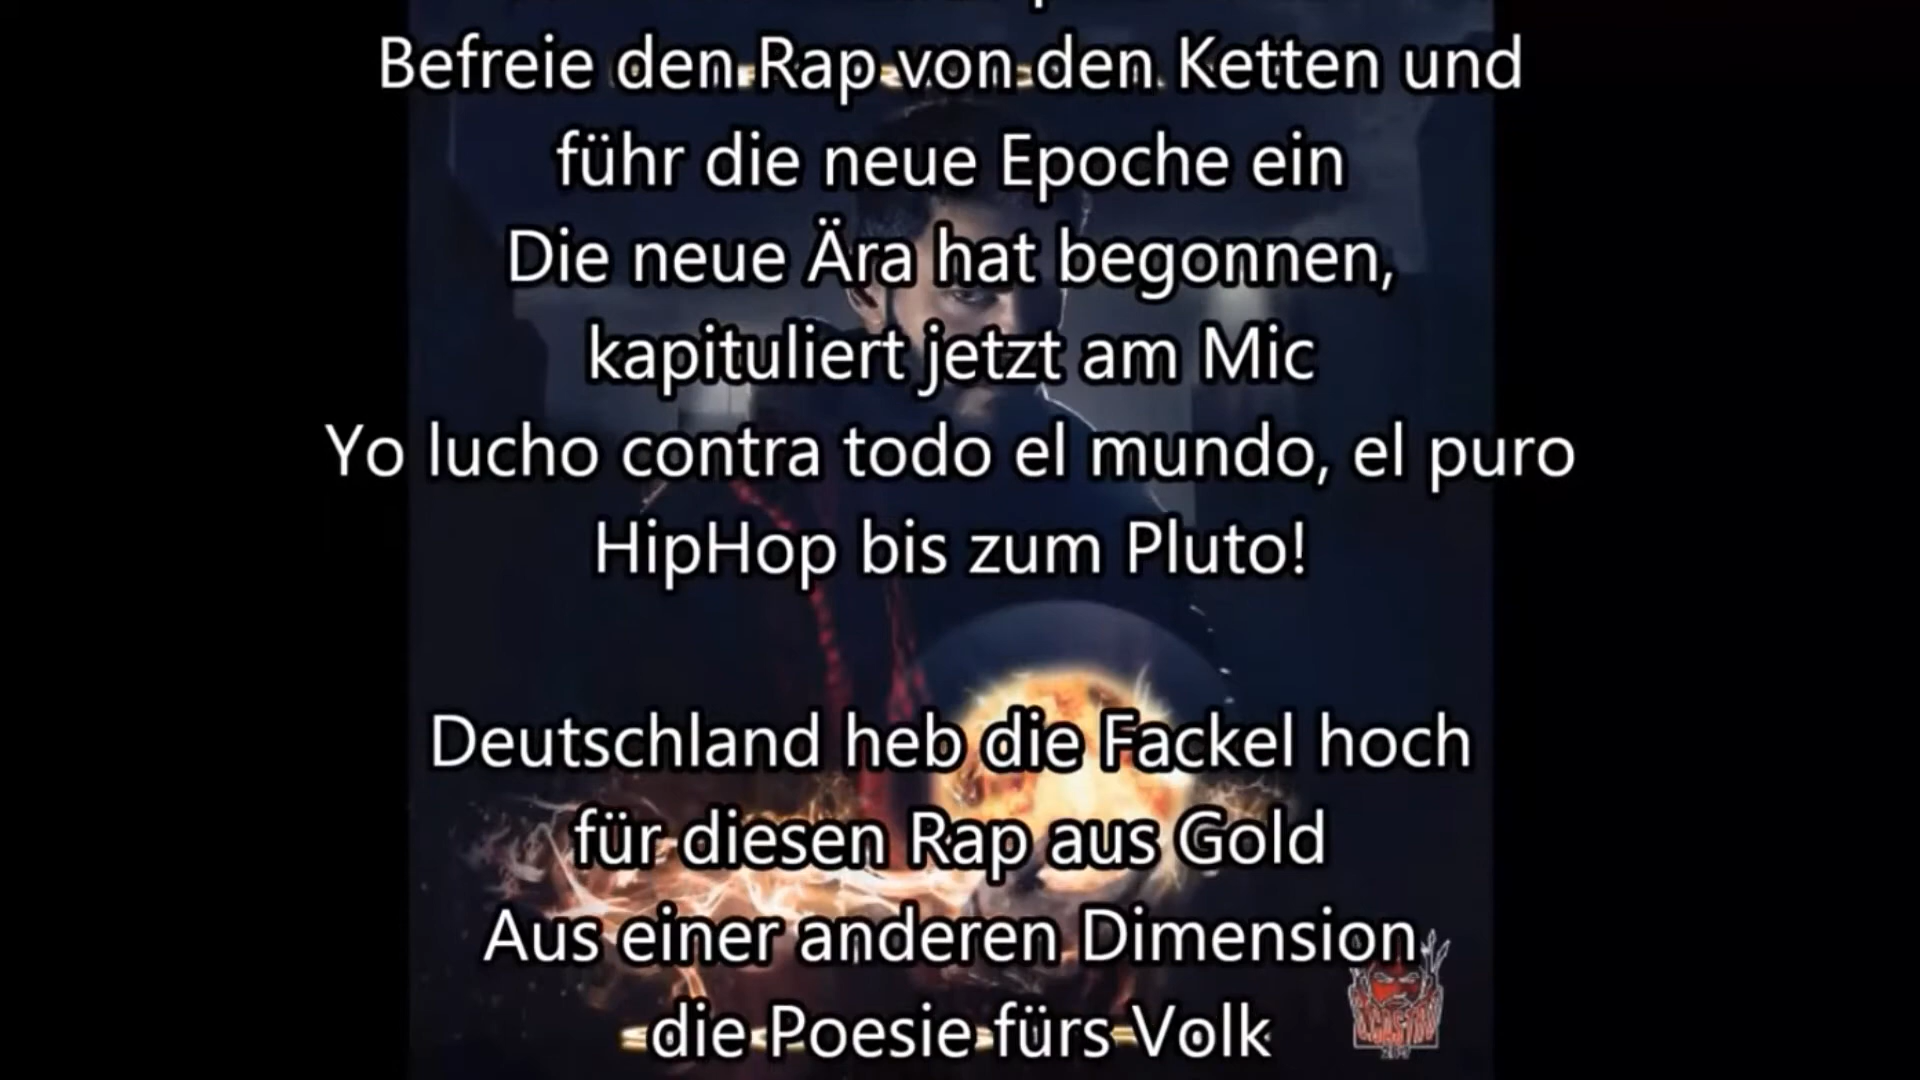 Befreie den Rap von den Ketten und
führ die neue Epoche ein
Die neue Ära hat begonnen,
kapituliert jetzt am Mic
Yo lucho contra todo el mundo, el puro
HipHop bis zum Pluto!
Deutschland heb die Fackel hoch
für diesen Rap aus Gold
Aus einer anderen Dimension
die Poesie fürs Volk